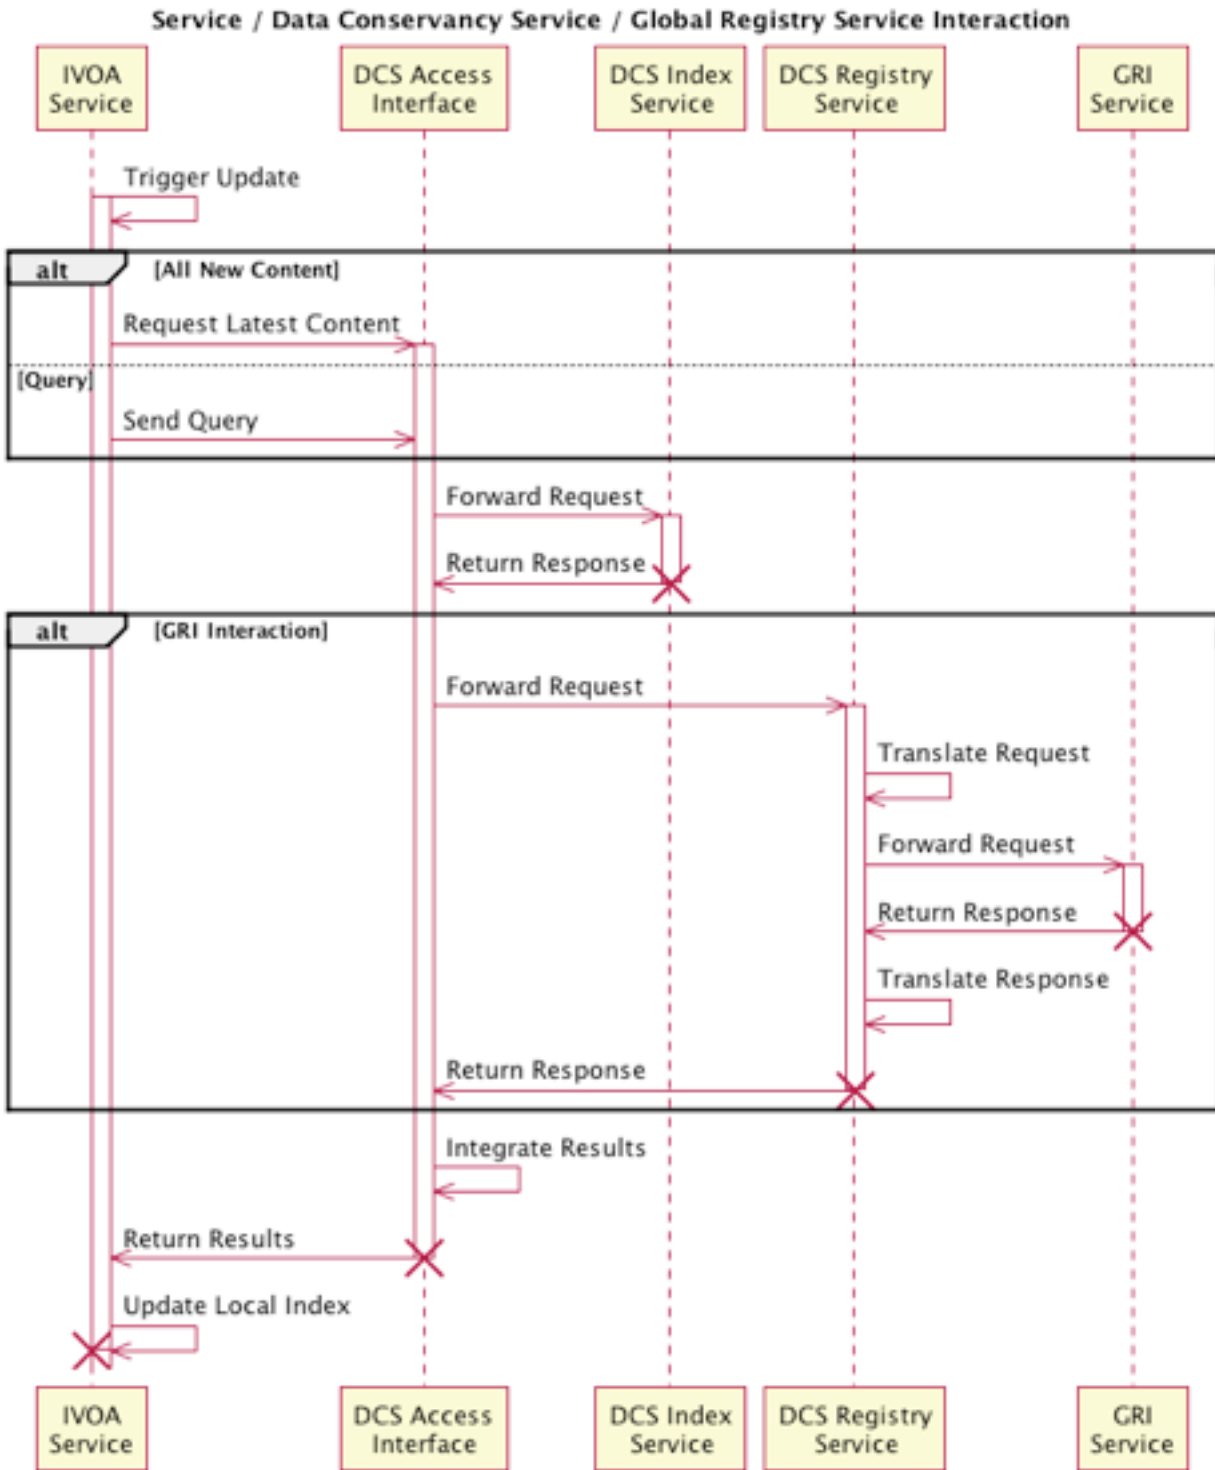 Service / Data Conservancy Service / Global Registry Service Interaction
IVOA
Service
DCS Access
Interface
DCS Index
Service
DCS Registry
Service
GRI
Service
Trigger Update
alt
[All New Content]
Request Latest Content
[Query]
Send Query
Forward Request
Return Response
alt
[GRI Interaction]
Forward Request
Translate Request
Forward Request
Return Response
Translate Response
Return Response
Integrate Results
Return Results
Update Local Index
IVOA
Service
DCS Access
Interface
DCS Index
Service
DCS Registry
Service
GRI
Service